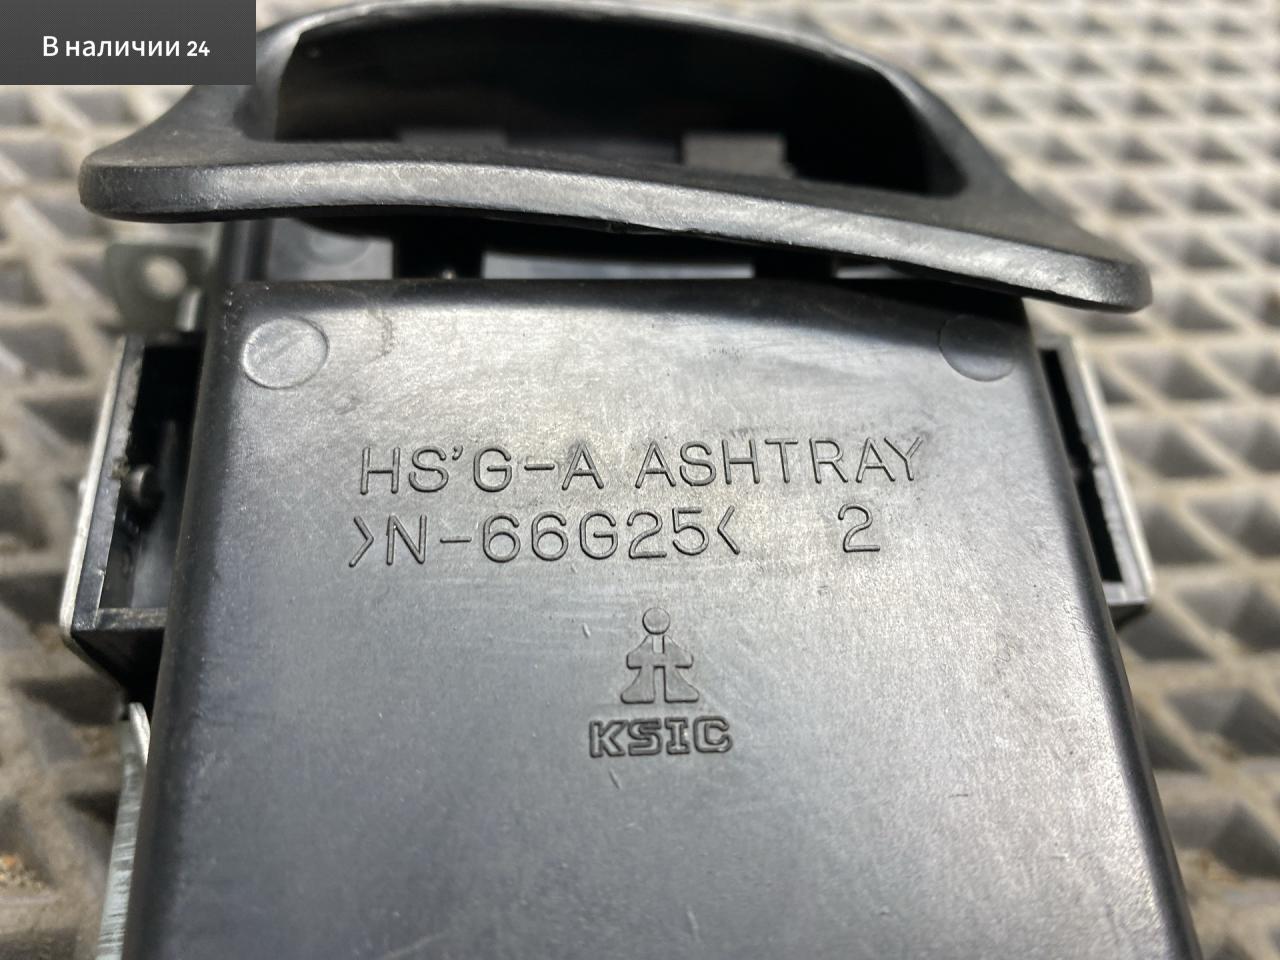 В наличии 24
HS'G-A ASHTRAY
>N-66G25< 2
KSIC